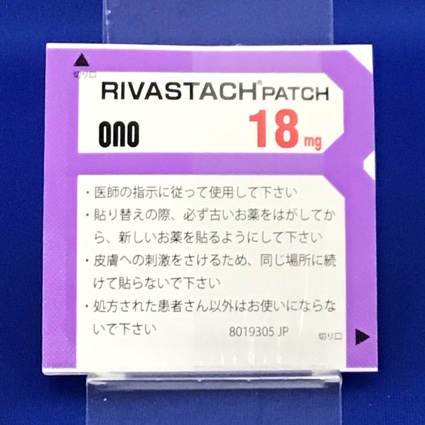 切り口
RIVASTACH® PATCH
ono 18 mg
・医師の指示に従って使用して下さい
・貼り替えの際、必ず古いお薬をはがしてか
ら、新しいお薬を貼るようにして下さい
・皮膚への刺激をさけるため、同じ場所に続
けて貼らないで下さい
・処方された患者さん以外はお使いにならな
いで下さい
8019305 JP
切り口